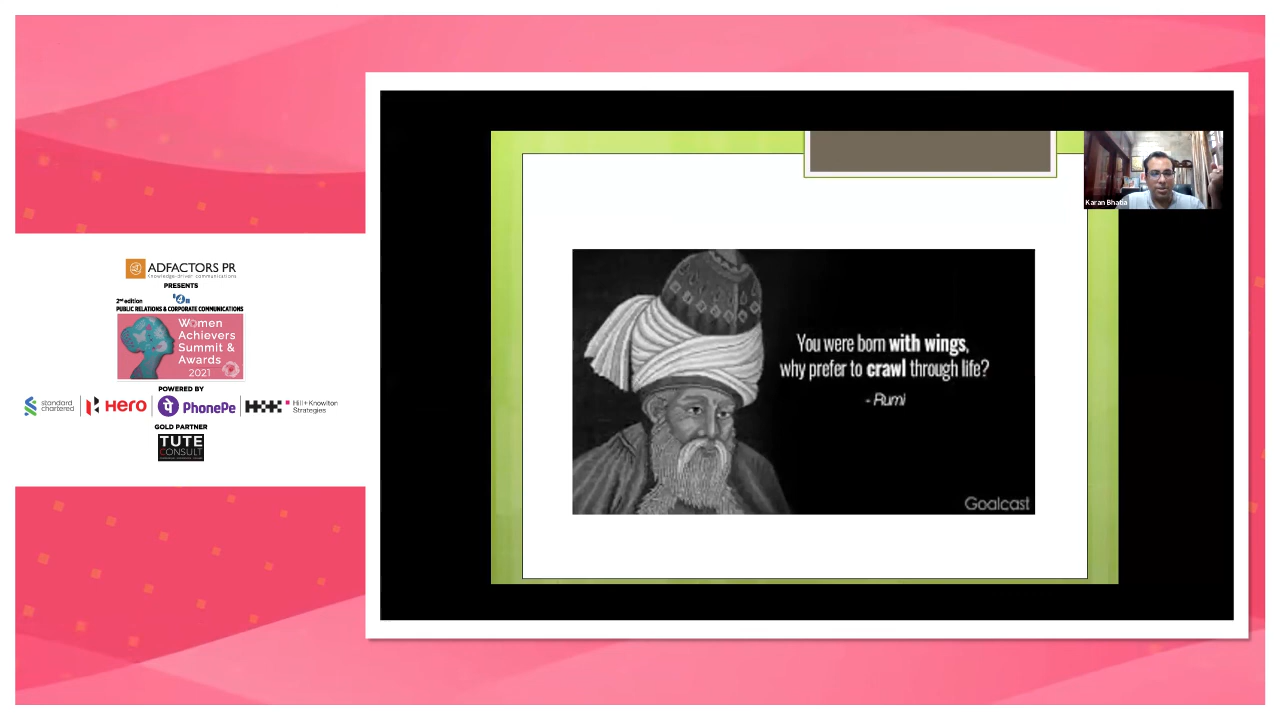 ADFACTORS PR
Knowledge-driven communications
PRESENTS
2nd edition
PUBLIC RELATIONS & CORPORATE COMMUNICATIONS
Women
Achievers
Summit &
Awards
2021
POWERED BY
standard
chartered
Hero
PhonePe
H+K
Hill+Knowlton
Strategies
GOLD PARTNER
TUTE
CONSULT
Karan Bhatia
You were born with wings,
why prefer to crawl through life?
- Rumi
Goalcast